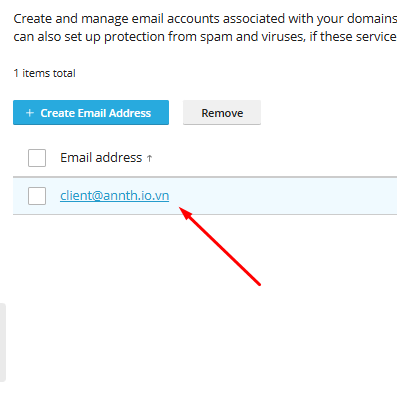 Create and manage email accounts associated with your domains
can also set up protection from spam and viruses, if these service
1 items total
+ Create Email Address Remove
Email address ↑
client@annth.io.vn